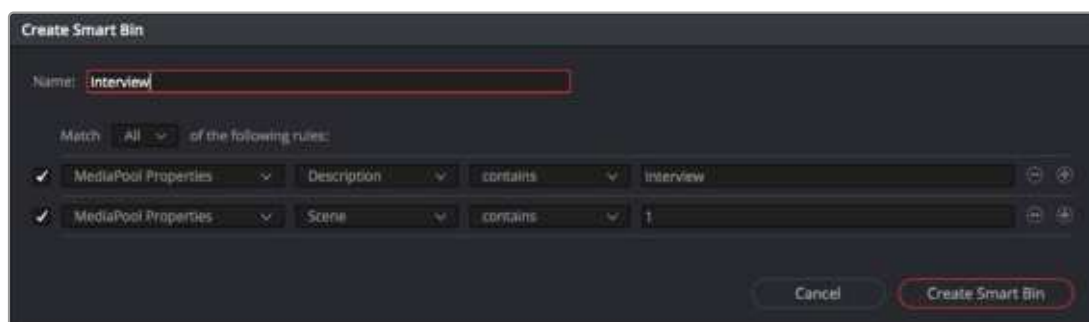 Create Smart Bin
Name: Interview
Match All of the following rules:
MediaPool Properties Description contains Interview
MediaPool Properties Scene contains 1
Cancel Create Smart Bin